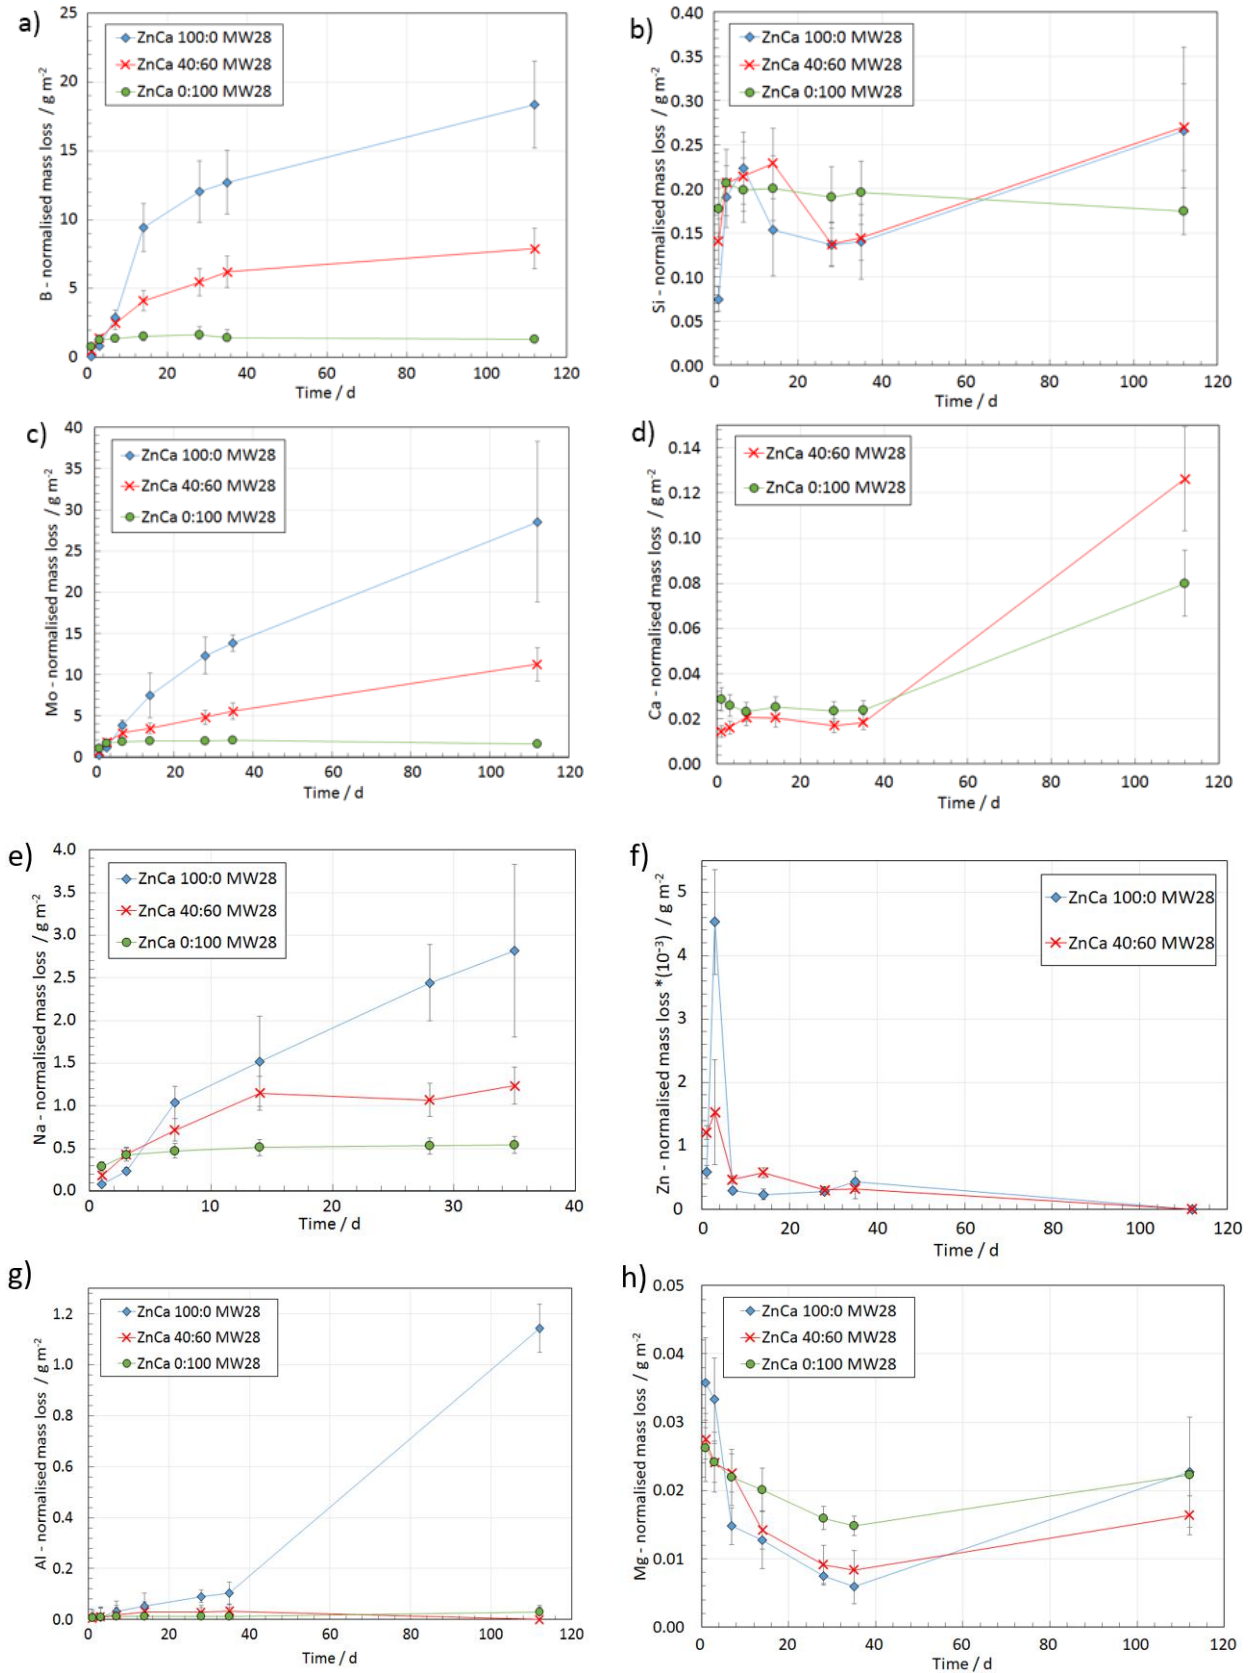 a)
B - normalised mass loss / g m⁻²
25
20
15
10
5
0
ZnCa 100:0 MW28
ZnCa 40:60 MW28
ZnCa 0:100 MW28
0 20 40 60 80 100 120
Time / d
b)
Si - normalised mass loss / g m⁻²
0.40
0.35
0.30
0.25
0.20
0.15
0.10
0.05
0.00
ZnCa 100:0 MW28
ZnCa 40:60 MW28
ZnCa 0:100 MW28
0 20 40 60 80 100 120
Time / d
c)
Mo - normalised mass loss / g m⁻²
40
35
30
25
20
15
10
5
0
ZnCa 100:0 MW28
ZnCa 40:60 MW28
ZnCa 0:100 MW28
0 20 40 60 80 100 120
Time / d
d)
Ca - normalised mass loss / g m⁻²
0.14
0.12
0.10
0.08
0.06
0.04
0.02
0.00
ZnCa 40:60 MW28
ZnCa 0:100 MW28
0 20 40 60 80 100 120
Time / d
e)
Na - normalised mass loss / g m⁻²
4.0
3.5
3.0
2.5
2.0
1.5
1.0
0.5
0.0
ZnCa 100:0 MW28
ZnCa 40:60 MW28
ZnCa 0:100 MW28
0 10 20 30 40
Time / d
f)
Zn - normalised mass loss *(10⁻³) / g m⁻²
5
4
3
2
1
0
ZnCa 100:0 MW28
ZnCa 40:60 MW28
0 20 40 60 80 100 120
Time / d
g)
Al - normalised mass loss / g m⁻²
1.2
1.0
0.8
0.6
0.4
0.2
0.0
ZnCa 100:0 MW28
ZnCa 40:60 MW28
ZnCa 0:100 MW28
0 20 40 60 80 100 120
Time / d
h)
Mg - normalised mass loss / g m⁻²
0.05
0.04
0.03
0.02
0.01
0.00
ZnCa 100:0 MW28
ZnCa 40:60 MW28
ZnCa 0:100 MW28
0 20 40 60 80 100 120
Time / d